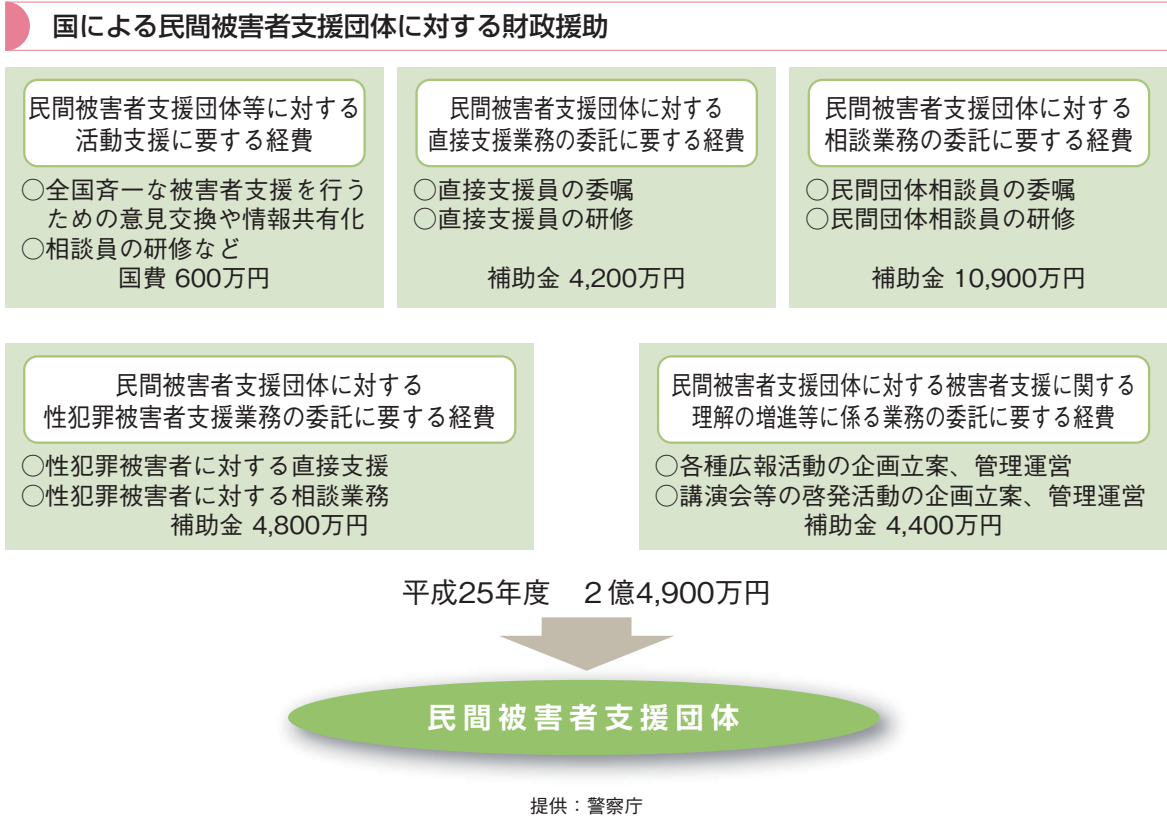 国による民間被害者支援団体に対する財政援助
民間被害者支援団体等に対する
活動支援に要する経費
○全国斉一な被害者支援を行う
ための意見交換や情報共有化
○相談員の研修など
国費 600万円
民間被害者支援団体に対する
直接支援業務の委託に要する経費
○直接支援員の委嘱
○直接支援員の研修
補助金 4,200万円
民間被害者支援団体に対する
相談業務の委託に要する経費
○民間団体相談員の委嘱
○民間団体相談員の研修
補助金 10,900万円
民間被害者支援団体に対する
性犯罪被害者支援業務の委託に要する経費
○性犯罪被害者に対する直接支援
○性犯罪被害者に対する相談業務
補助金 4,800万円
民間被害者支援団体に対する被害者支援に関する
理解の増進等に係る業務の委託に要する経費
○各種広報活動の企画立案、管理運営
○講演会等の啓発活動の企画立案、管理運営
補助金 4,400万円
平成25年度　２億4,900万円
民間被害者支援団体
提供：警察庁